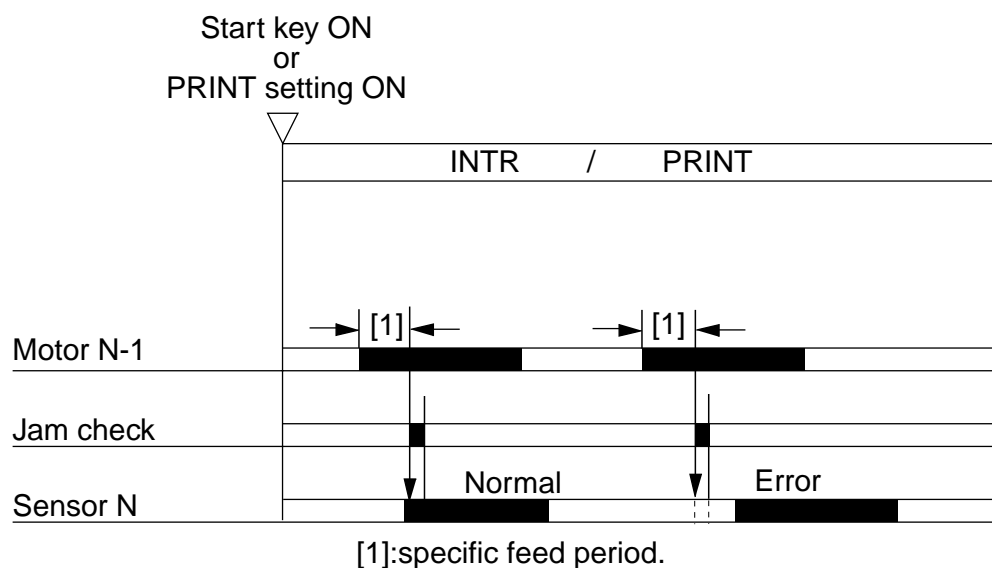 Start key ON
or
PRINT setting ON
INTR / PRINT
[1] [1]
Motor N-1
Jam check
Normal Error
Sensor N
[1]:specific feed period.